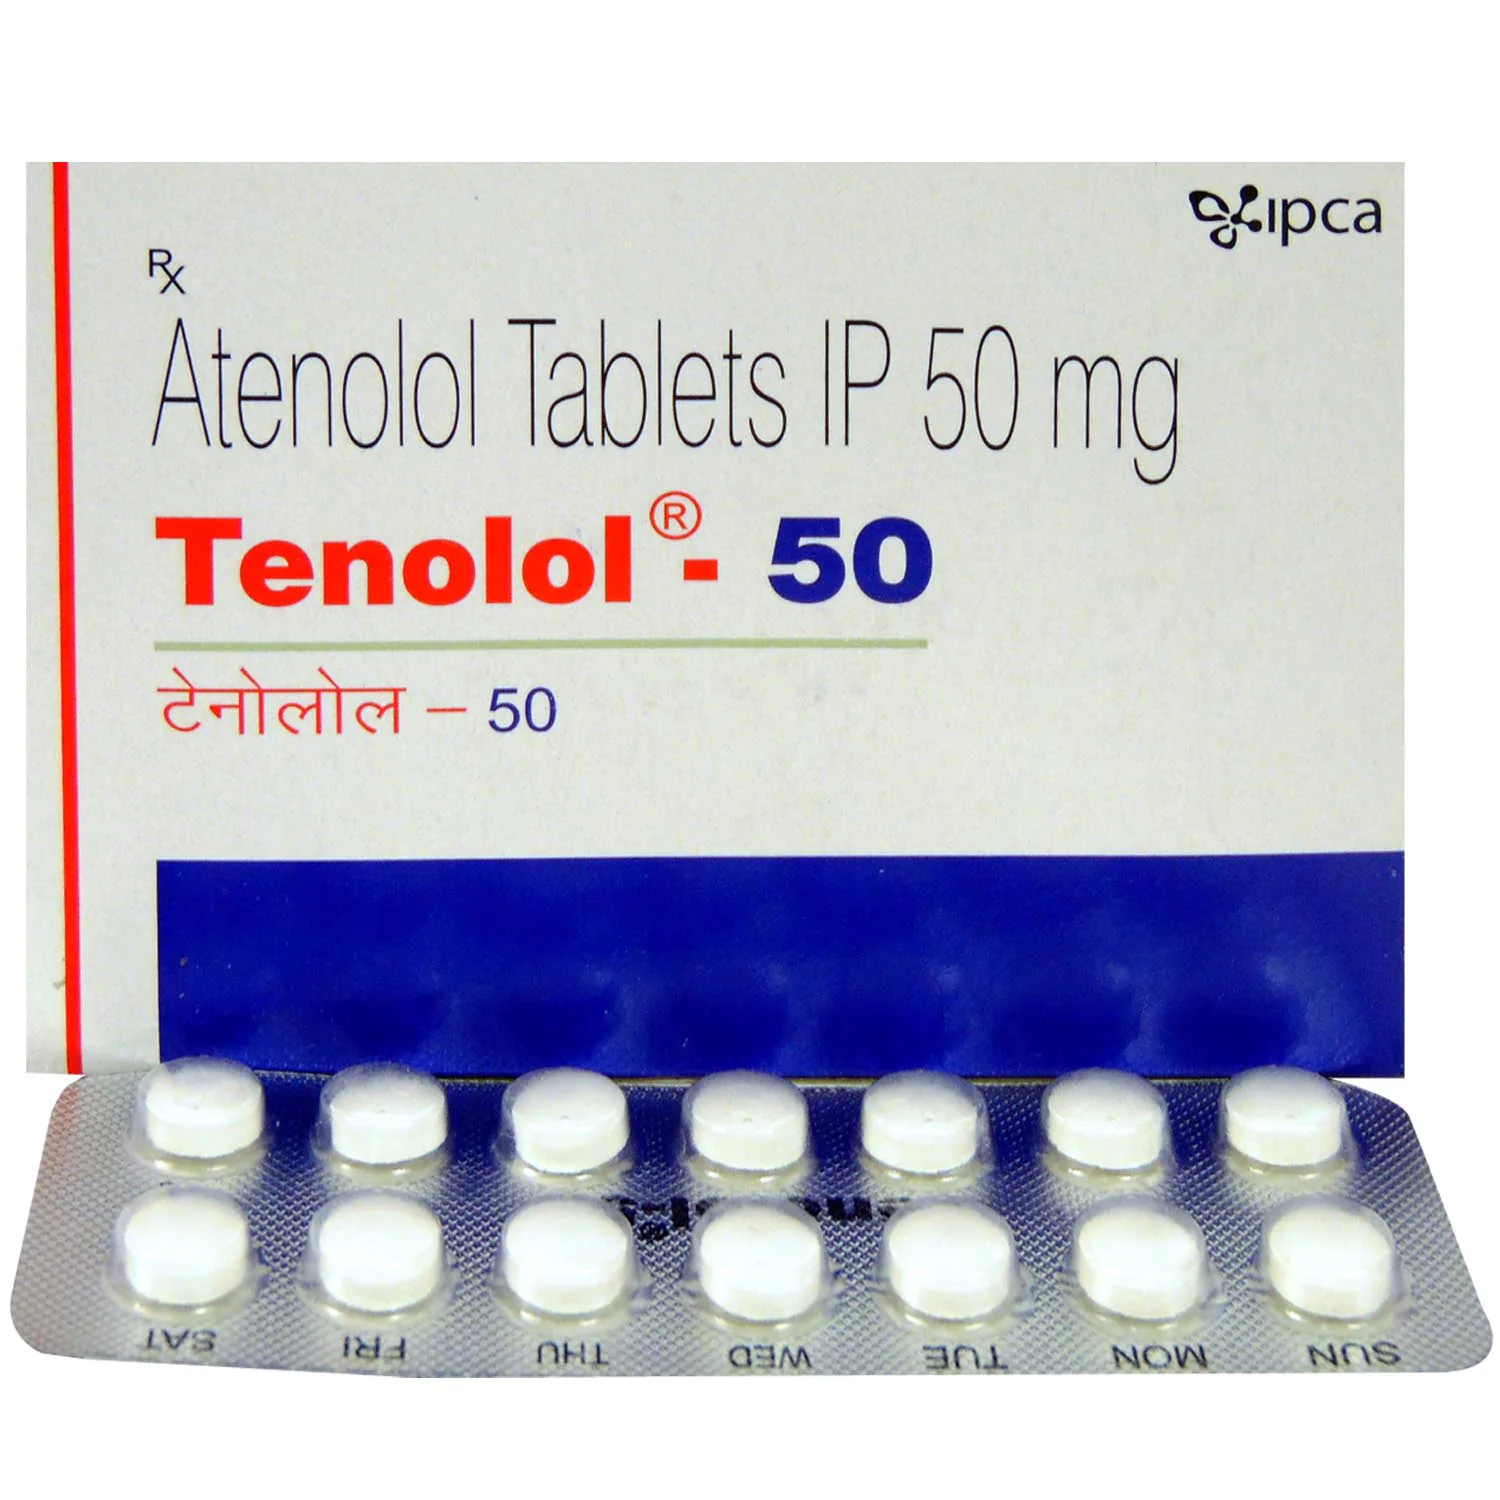 ipca
Rx
Atenolol Tablets IP 50 mg
Tenolol®- 50
टेनोलोल – 50
SAT FRI THU WED TUE MON SUN